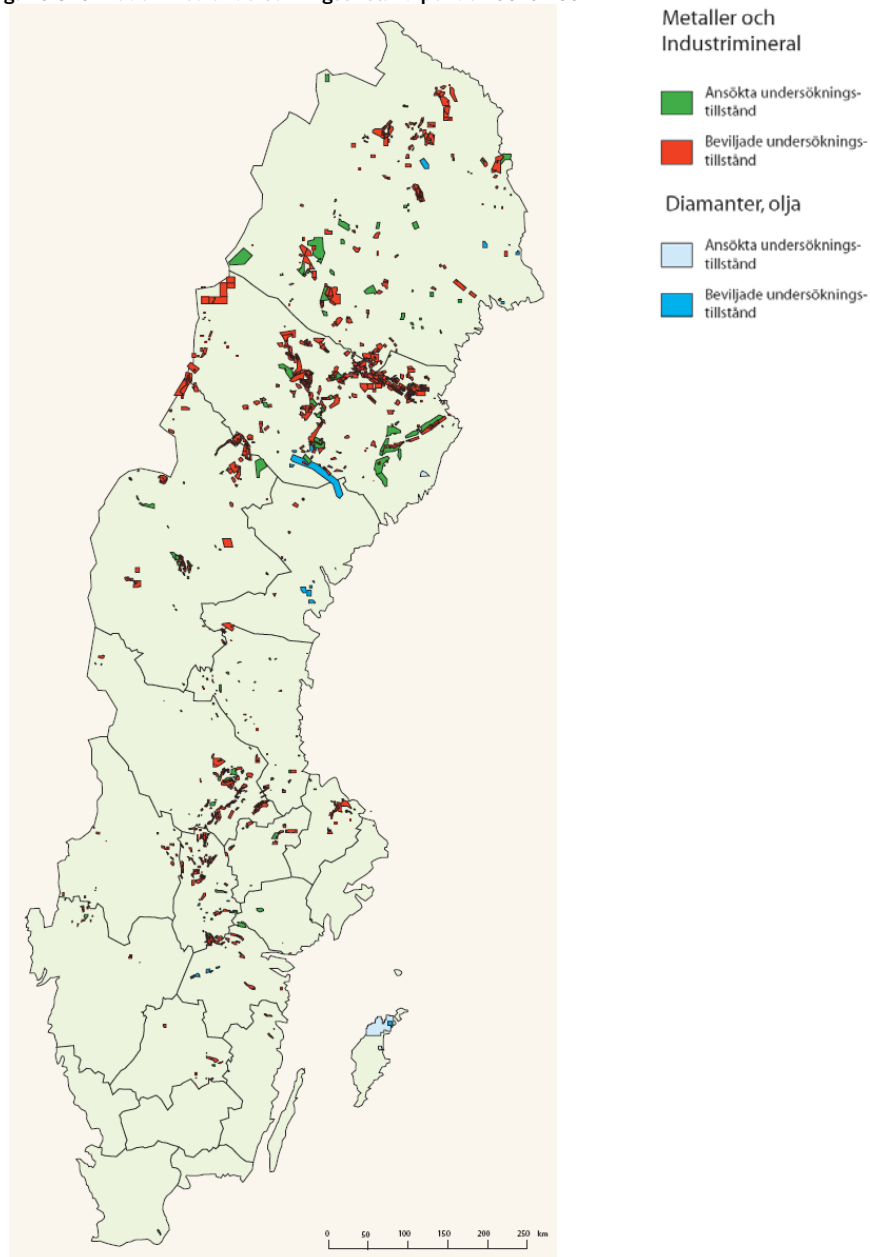 Metaller och
Industrimineral
Ansökta undersöknings-
tillstånd
Beviljade undersöknings-
tillstånd
Diamanter, olja
Ansökta undersöknings-
tillstånd
Beviljade undersöknings-
tillstånd
0 50 100 150 200 250 km